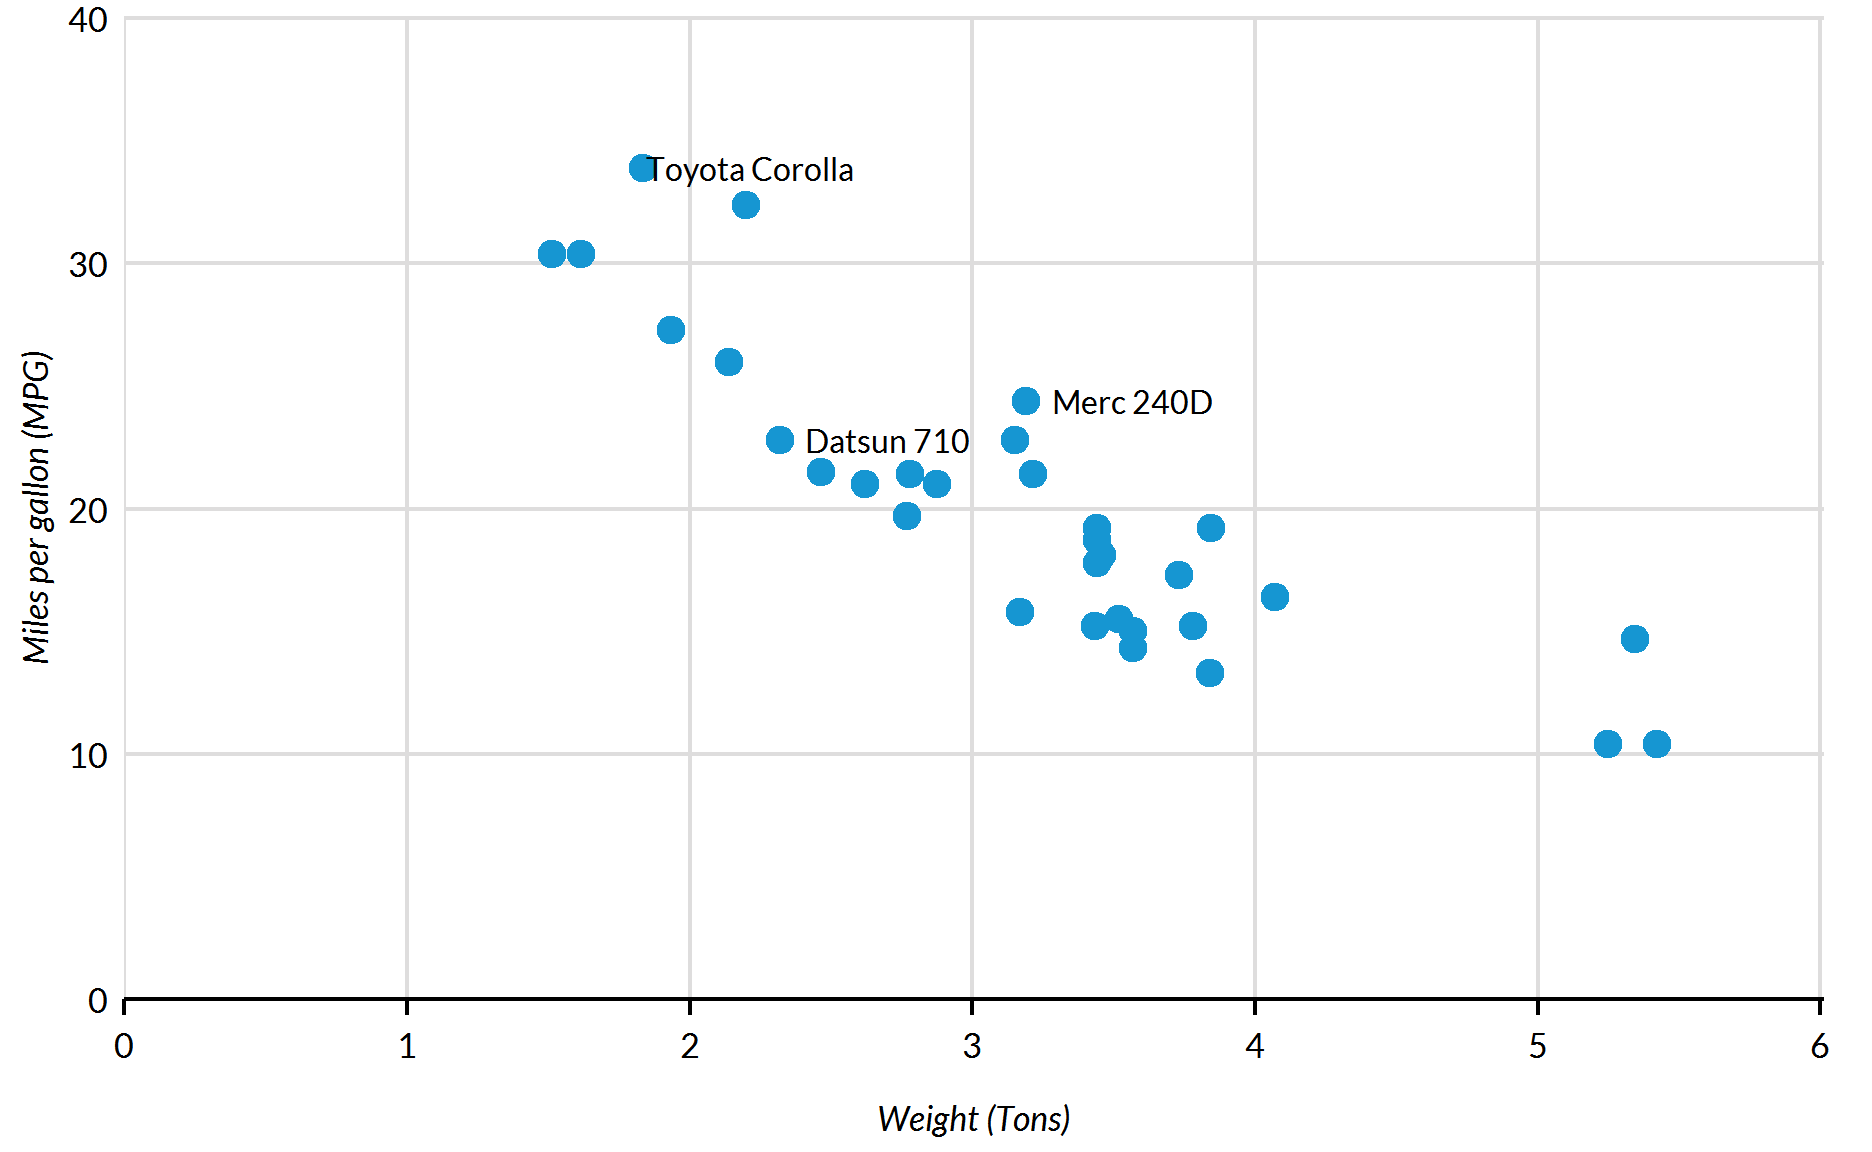 40
Toyota Corolla
30
Merc 240D
Datsun 710
Miles per gallon (MPG)
20
10
0
0 1 2 3 4 5 6
Weight (Tons)